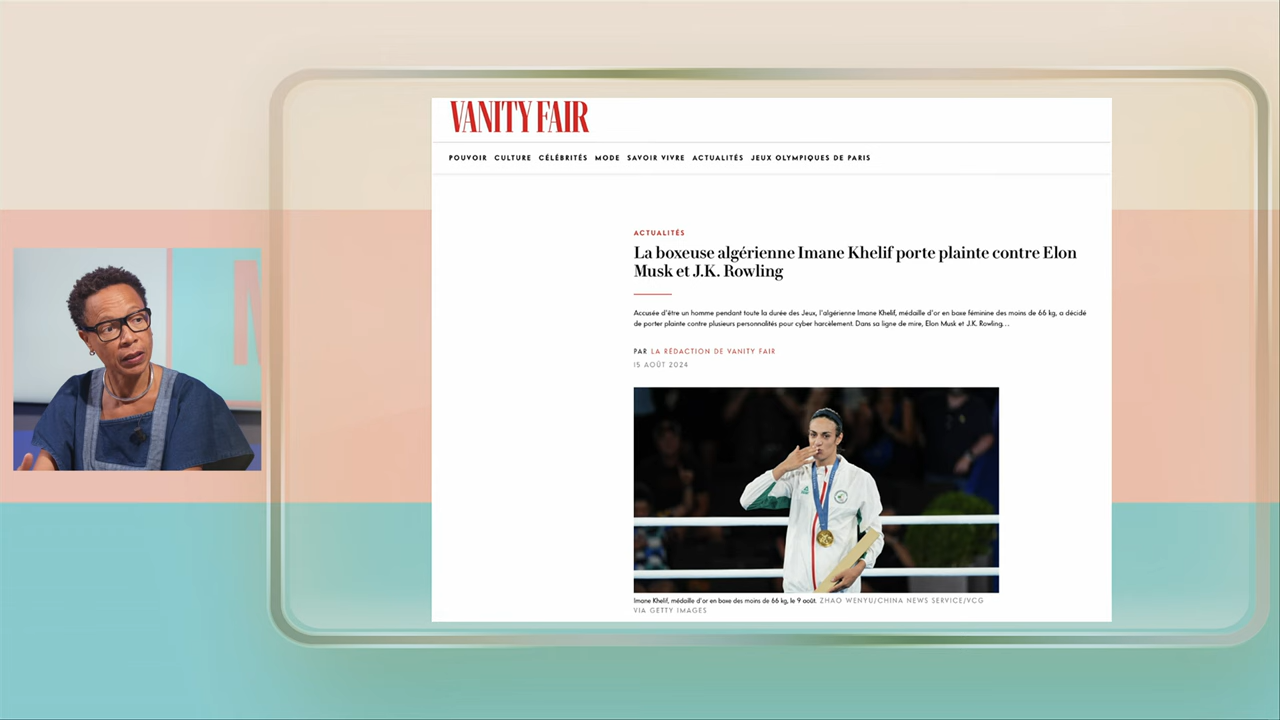 VANITY FAIR
POUVOIR CULTURE CÉLÉBRITÉS MODE SAVOIR VIVRE ACTUALITÉS JEUX OLYMPIQUES DE PARIS
ACTUALITÉS
La boxeuse algérienne Imane Khelif porte plainte contre Elon
Musk et J.K. Rowling
Accusée d'être un homme pendant toute la durée des Jeux, l'algérienne Imane Khelif, médaille d'or en boxe féminine des moins de 66 kg, a décidé
de porter plainte contre plusieurs personnalités pour cyber harcèlement. Dans sa ligne de mire, Elon Musk et J.K. Rowling...
PAR LA RÉDACTION DE VANITY FAIR
15 AOÛT 2024
Imane Khelif, médaille d'or en boxe des moins de 66 kg, le 9 août. ZHAO WENYU/CHINA NEWS SERVICE/VCG
VIA GETTY IMAGES